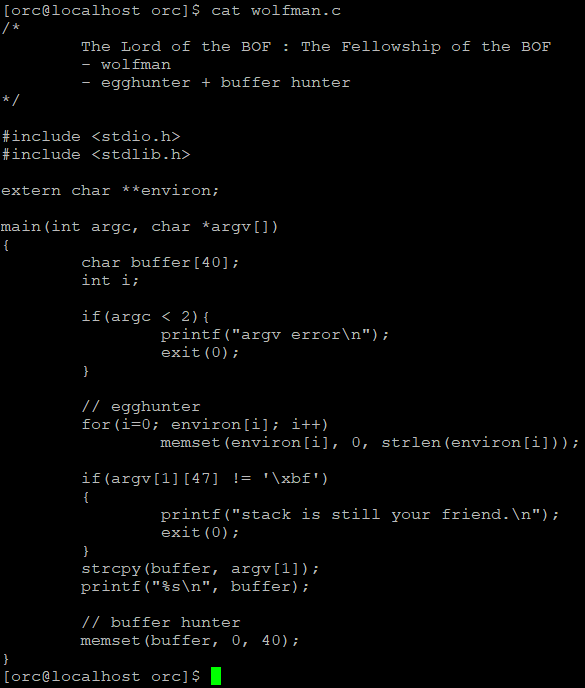 [orc@localhost orc]$ cat wolfman.c
/*
        The Lord of the BOF : The Fellowship of the BOF
        - wolfman
        - egghunter + buffer hunter
*/

#include <stdio.h>
#include <stdlib.h>

extern char **environ;

main(int argc, char *argv[])
{
        char buffer[40];
        int i;

        if(argc < 2){
                printf("argv error\n");
                exit(0);
        }

        // egghunter
        for(i=0; environ[i]; i++)
                memset(environ[i], 0, strlen(environ[i]));

        if(argv[1][47] != '\xbf')
        {
                printf("stack is still your friend.\n");
                exit(0);
        }
        strcpy(buffer, argv[1]);
        printf("%s\n", buffer);

        // buffer hunter
        memset(buffer, 0, 40);
}
[orc@localhost orc]$